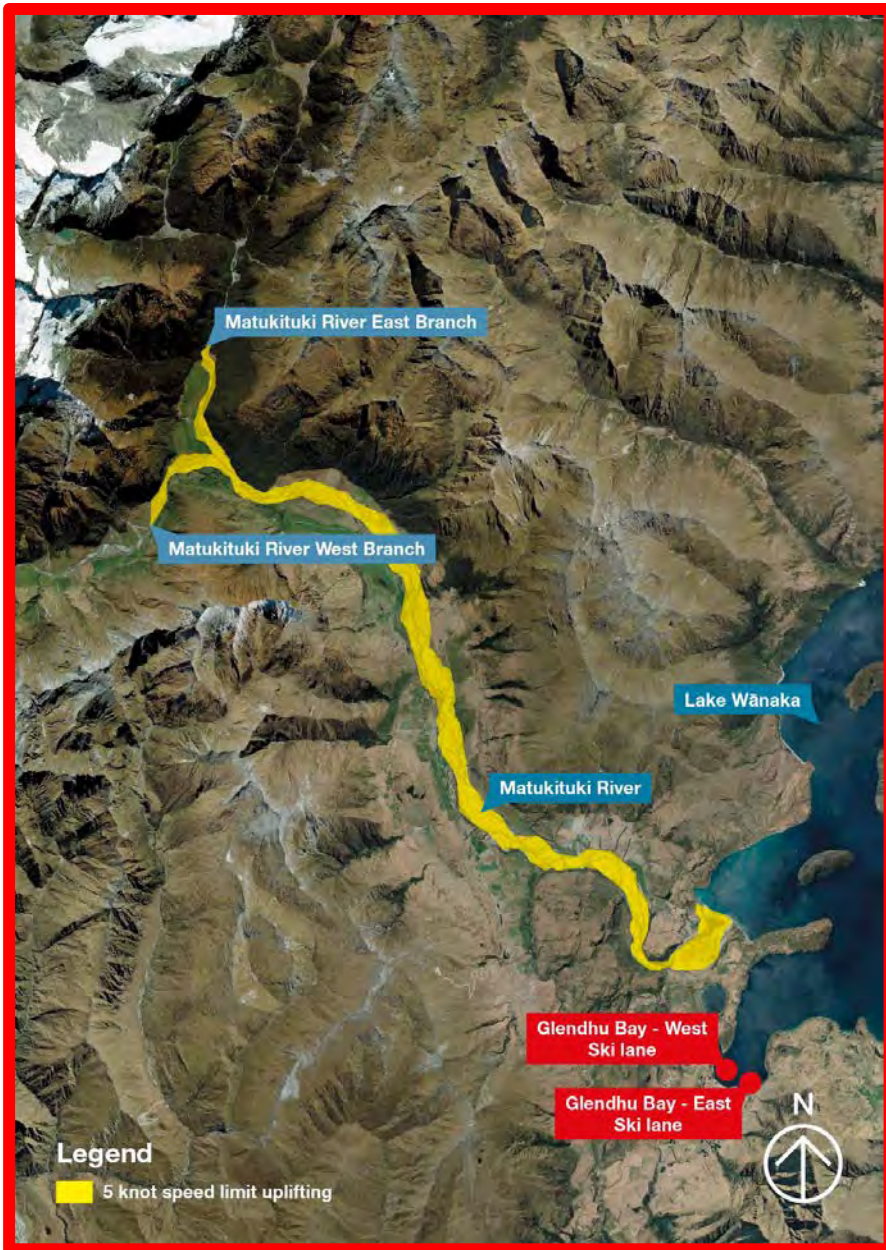 Matukituki River East Branch
Matukituki River West Branch
Lake Wānaka
Matukituki River
Glendhu Bay - West
Ski lane
Glendhu Bay - East
Ski lane
N
Legend
5 knot speed limit uplifting